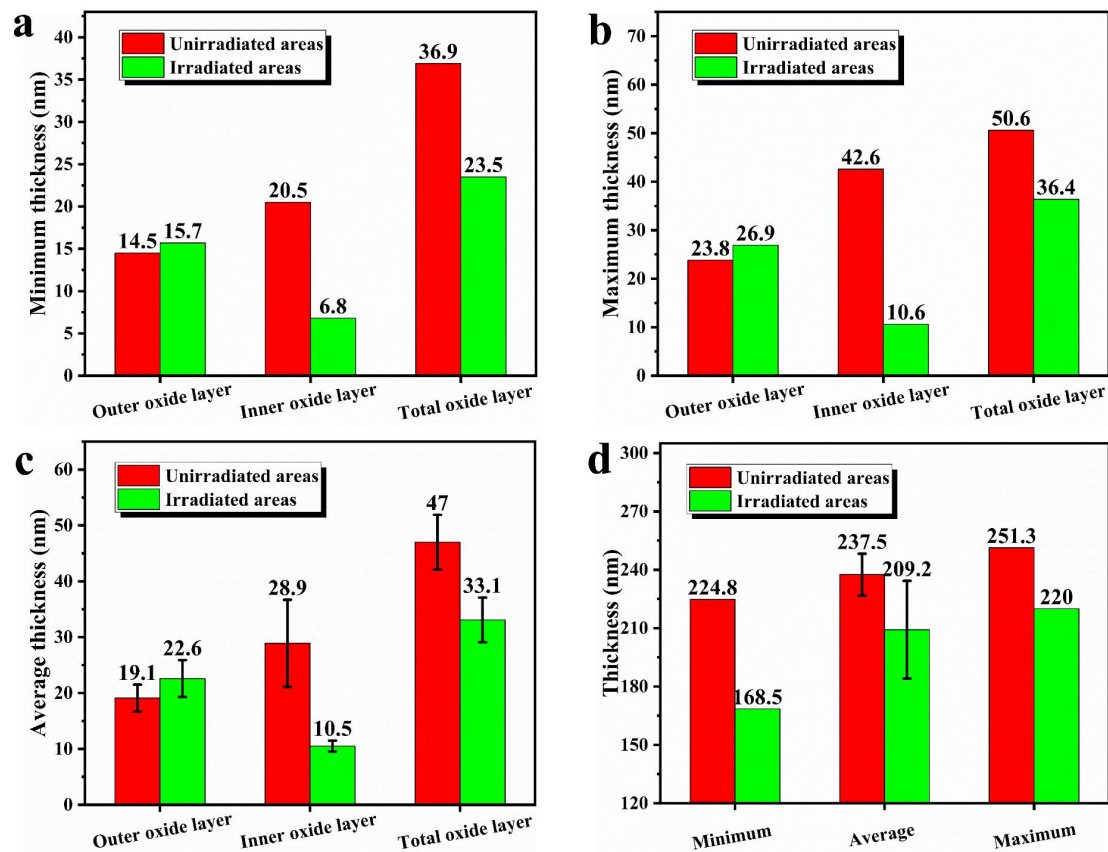 a
Minimum thickness (nm)
40
35
30
25
20
15
10
5
0
Unirradiated areas
Irradiated areas
14.5
15.7
20.5
6.8
36.9
23.5
Outer oxide layer
Inner oxide layer
Total oxide layer
b
Maximum thickness (nm)
70
60
50
40
30
20
10
0
Unirradiated areas
Irradiated areas
23.8
26.9
42.6
10.6
50.6
36.4
Outer oxide layer
Inner oxide layer
Total oxide layer
c
Average thickness (nm)
60
50
40
30
20
10
0
Unirradiated areas
Irradiated areas
19.1
22.6
28.9
10.5
47
33.1
Outer oxide layer
Inner oxide layer
Total oxide layer
d
Thickness (nm)
300
270
240
210
180
150
120
Unirradiated areas
Irradiated areas
224.8
168.5
237.5
209.2
251.3
220
Minimum
Average
Maximum